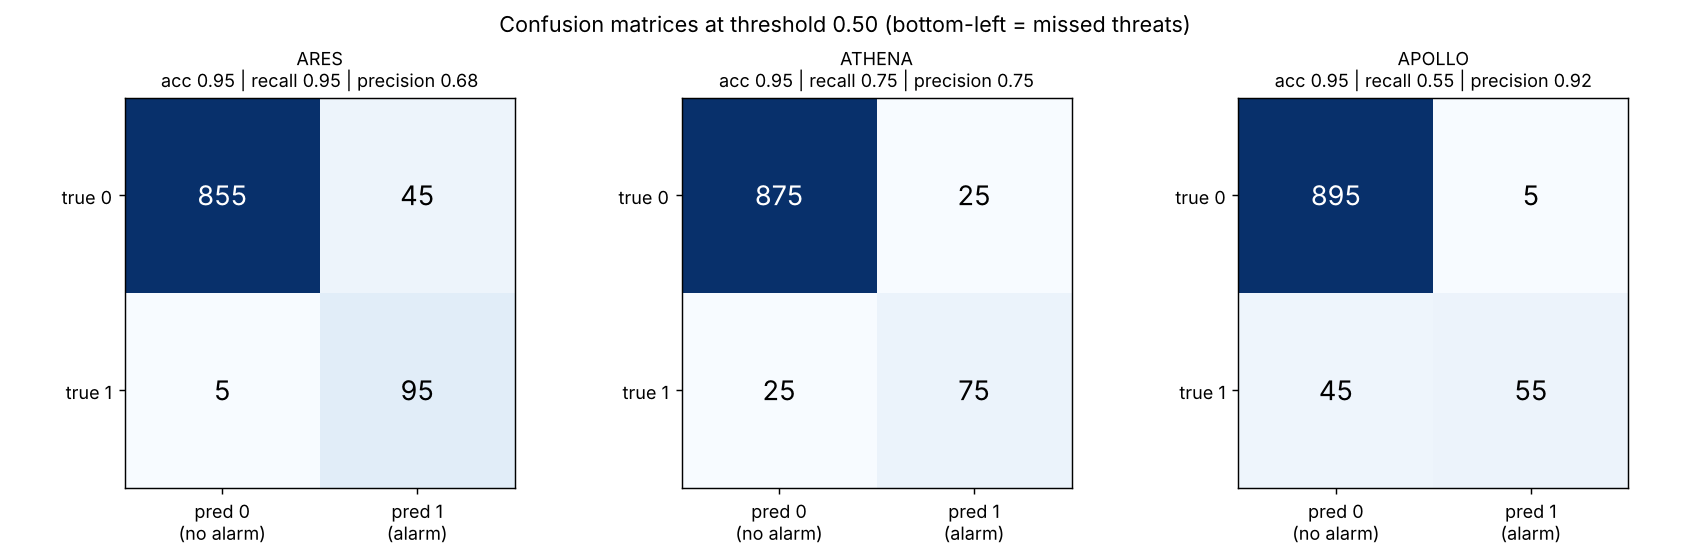 Confusion matrices at threshold 0.50 (bottom-left = missed threats)
ARES
acc 0.95 | recall 0.95 | precision 0.68
true 0
855
45
true 1
5
95
pred 0
(no alarm)
pred 1
(alarm)
ATHENA
acc 0.95 | recall 0.75 | precision 0.75
true 0
875
25
true 1
25
75
pred 0
(no alarm)
pred 1
(alarm)
APOLLO
acc 0.95 | recall 0.55 | precision 0.92
true 0
895
5
true 1
45
55
pred 0
(no alarm)
pred 1
(alarm)